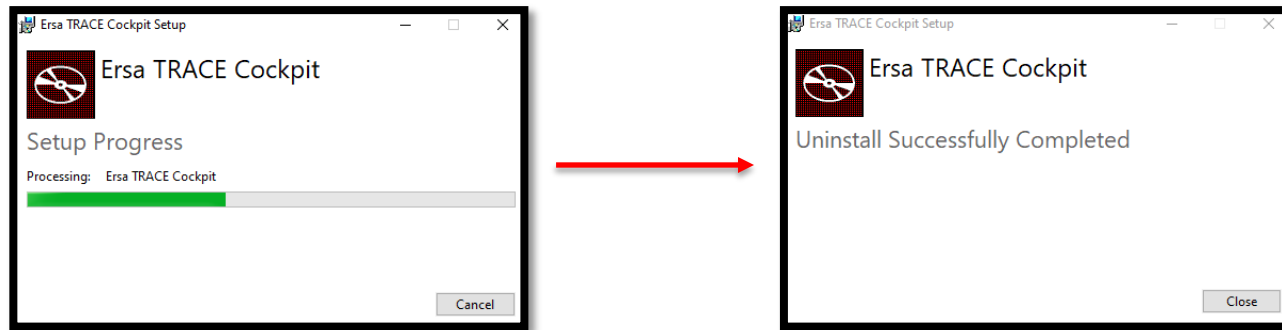 Ersa TRACE Cockpit Setup
Ersa TRACE Cockpit
Setup Progress
Processing: Ersa TRACE Cockpit
Cancel
Ersa TRACE Cockpit Setup
Ersa TRACE Cockpit
Uninstall Successfully Completed
Close